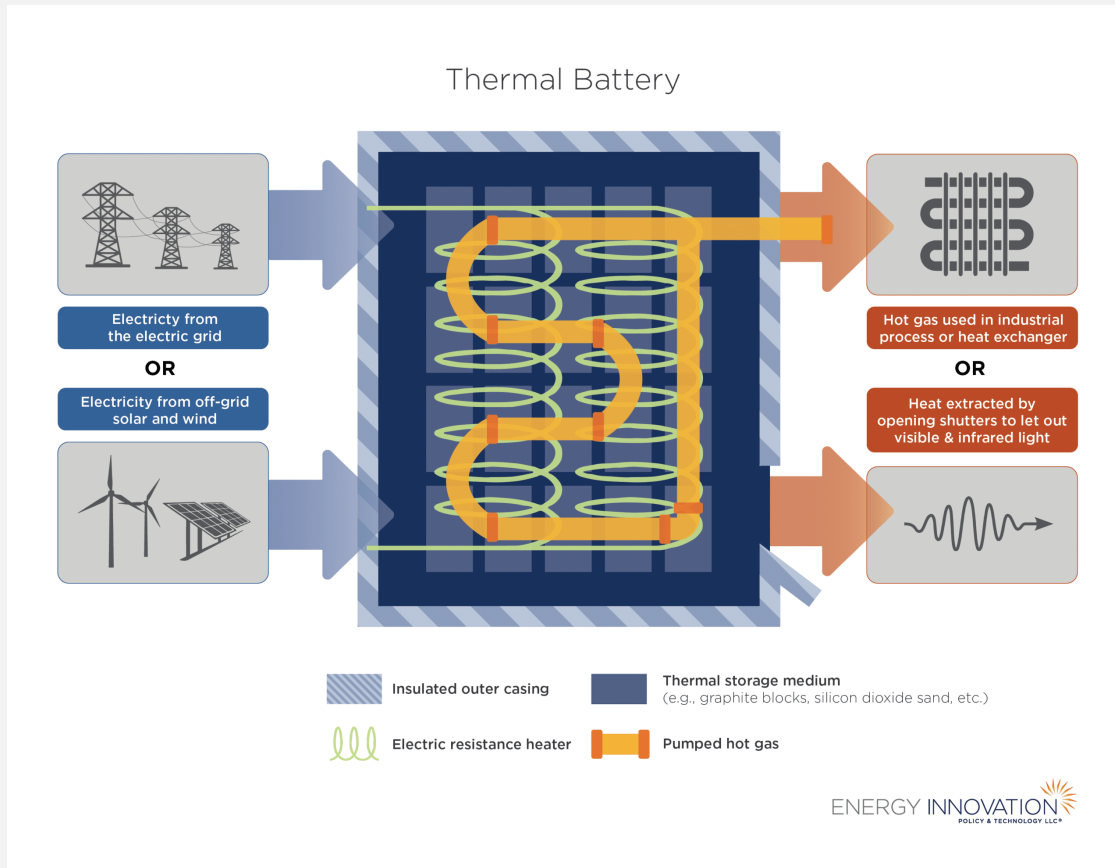 Thermal Battery
Electricty from
the electric grid
OR
Electricity from off-grid
solar and wind
Hot gas used in industrial
process or heat exchanger
OR
Heat extracted by
opening shutters to let out
visible & infrared light
Insulated outer casing
Thermal storage medium
(e.g., graphite blocks, silicon dioxide sand, etc.)
Electric resistance heater
Pumped hot gas
ENERGY INNOVATION
POLICY & TECHNOLOGY LLC®